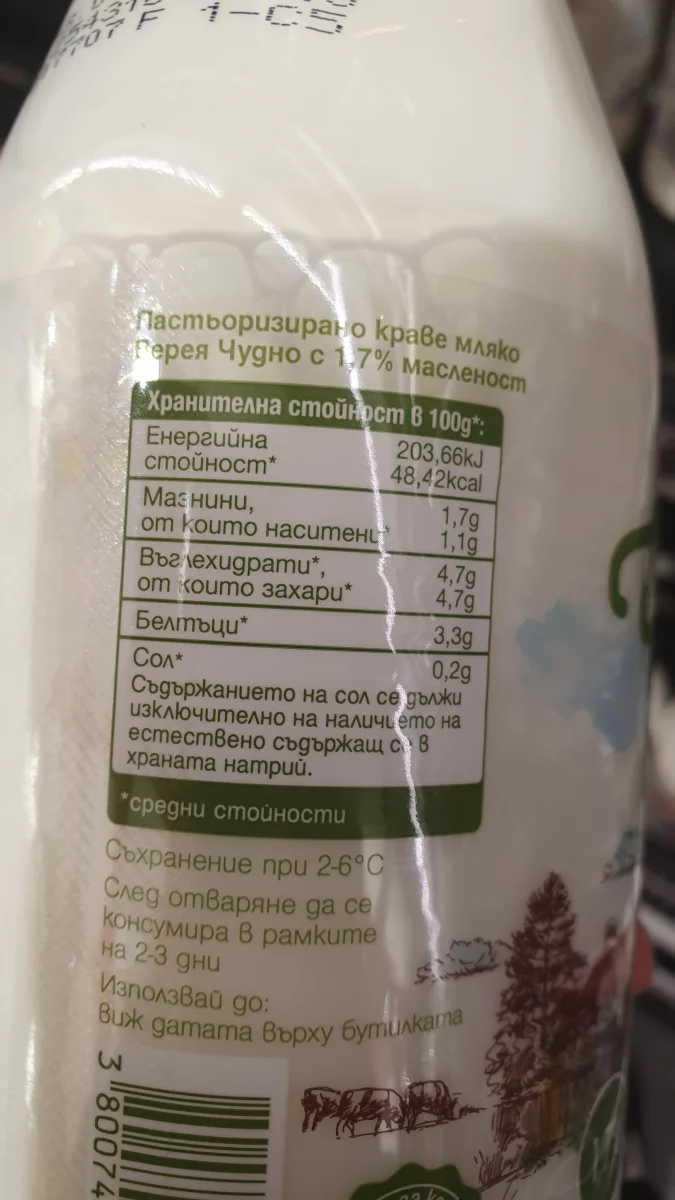 Пастьоризирано краве мляко
Верея Чудно с 1,7% масленост
Хранителна стойност в 100g*:
Енергийна 203,66kJ
стойност* 48,42kcal
Мазнини, 1,7g
от които наситени* 1,1g
Въглехидрати*, 4,7g
от които захари* 4,7g
Белтъци* 3,3g
Сол* 0,2g
Съдържанието на сол се дължи
изключително на наличието на
естествено съдържащ се в
храната натрий.
*средни стойности
Съхранение при 2-6°C
След отваряне да се
консумира в рамките
на 2-3 дни
Използвай до:
виж датата върху бутилката
3 80074